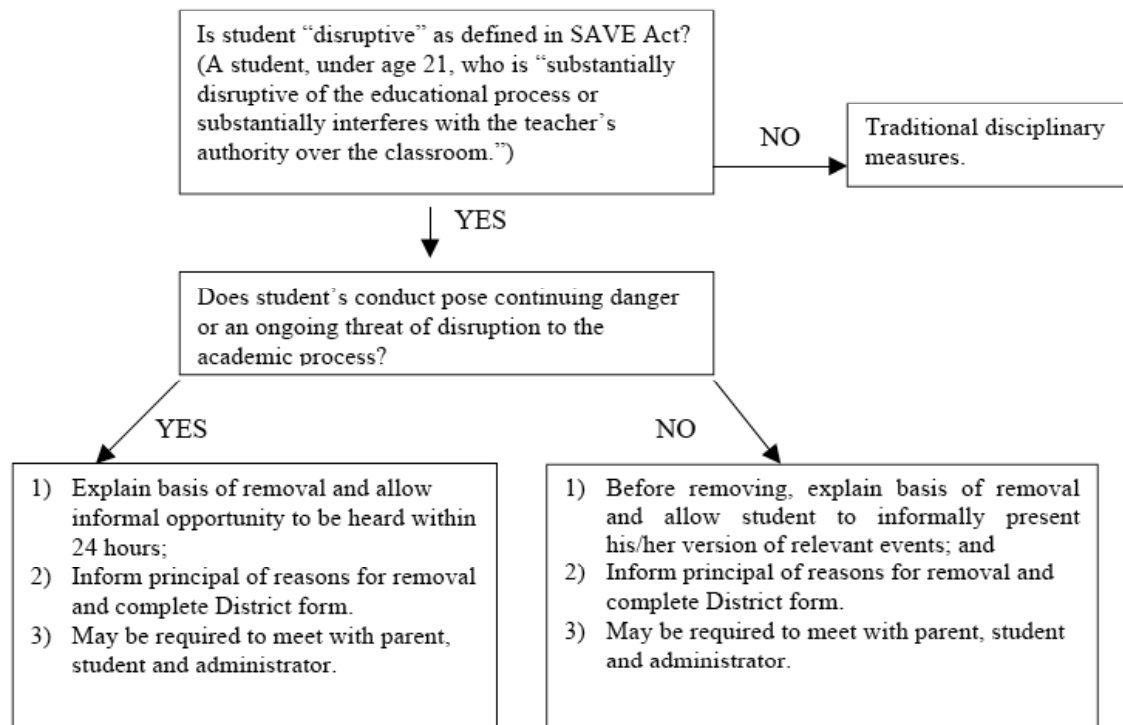 Is student “disruptive” as defined in SAVE Act?
(A student, under age 21, who is “substantially
disruptive of the educational process or
substantially interferes with the teacher’s
authority over the classroom.”)
NO
Traditional disciplinary
measures.
YES
Does student’s conduct pose continuing danger
or an ongoing threat of disruption to the
academic process?
YES
NO
1) Explain basis of removal and allow
informal opportunity to be heard within
24 hours;
2) Inform principal of reasons for removal
and complete District form.
3) May be required to meet with parent,
student and administrator.
1) Before removing, explain basis of removal
and allow student to informally present
his/her version of relevant events; and
2) Inform principal of reasons for removal and
complete District form.
3) May be required to meet with parent, student
and administrator.